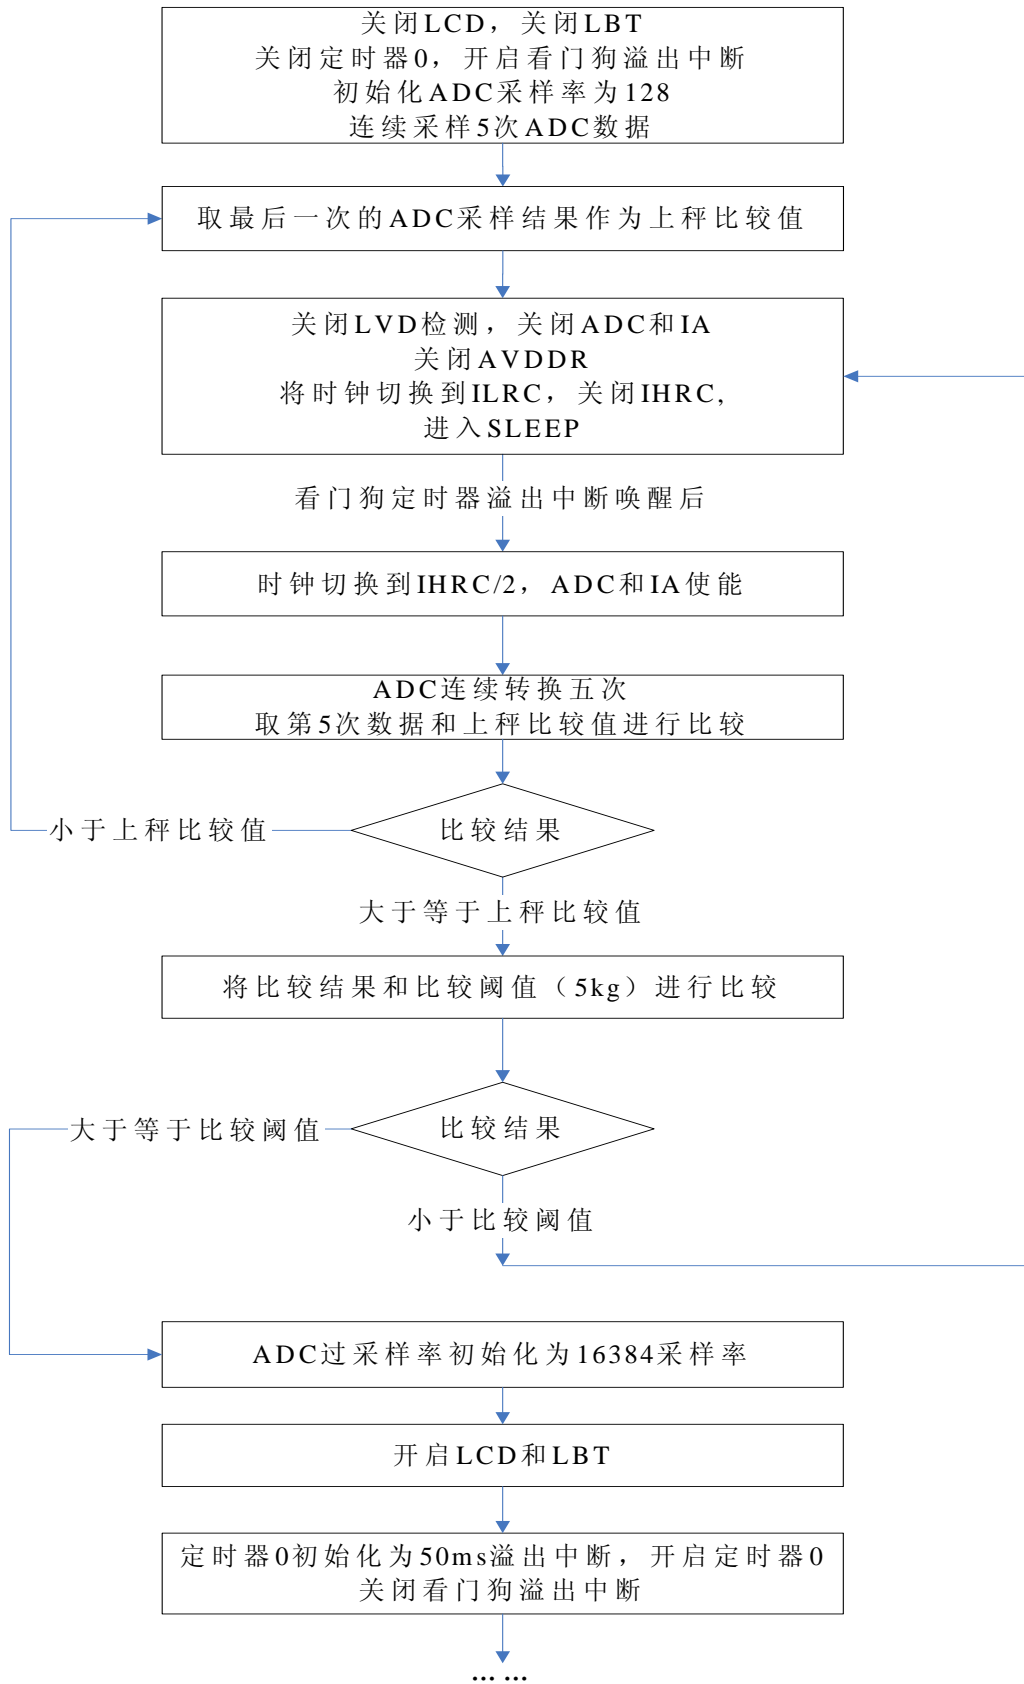 关闭LCD，关闭LBT
关闭定时器0，开启看门狗溢出中断
初始化ADC采样率为128
连续采样5次ADC数据
取最后一次的ADC采样结果作为上秤比较值
关闭LVD检测，关闭ADC和IA
关闭AVDDR
将时钟切换到ILRC，关闭IHRC,
进入SLEEP
看门狗定时器溢出中断唤醒后
时钟切换到IHRC/2，ADC和IA使能
ADC连续转换五次
取第5次数据和上秤比较值进行比较
小于上秤比较值
比较结果
大于等于上秤比较值
将比较结果和比较阈值（5kg）进行比较
大于等于比较阈值
比较结果
小于比较阈值
ADC过采样率初始化为16384采样率
开启LCD和LBT
定时器0初始化为50ms溢出中断，开启定时器0
关闭看门狗溢出中断
……